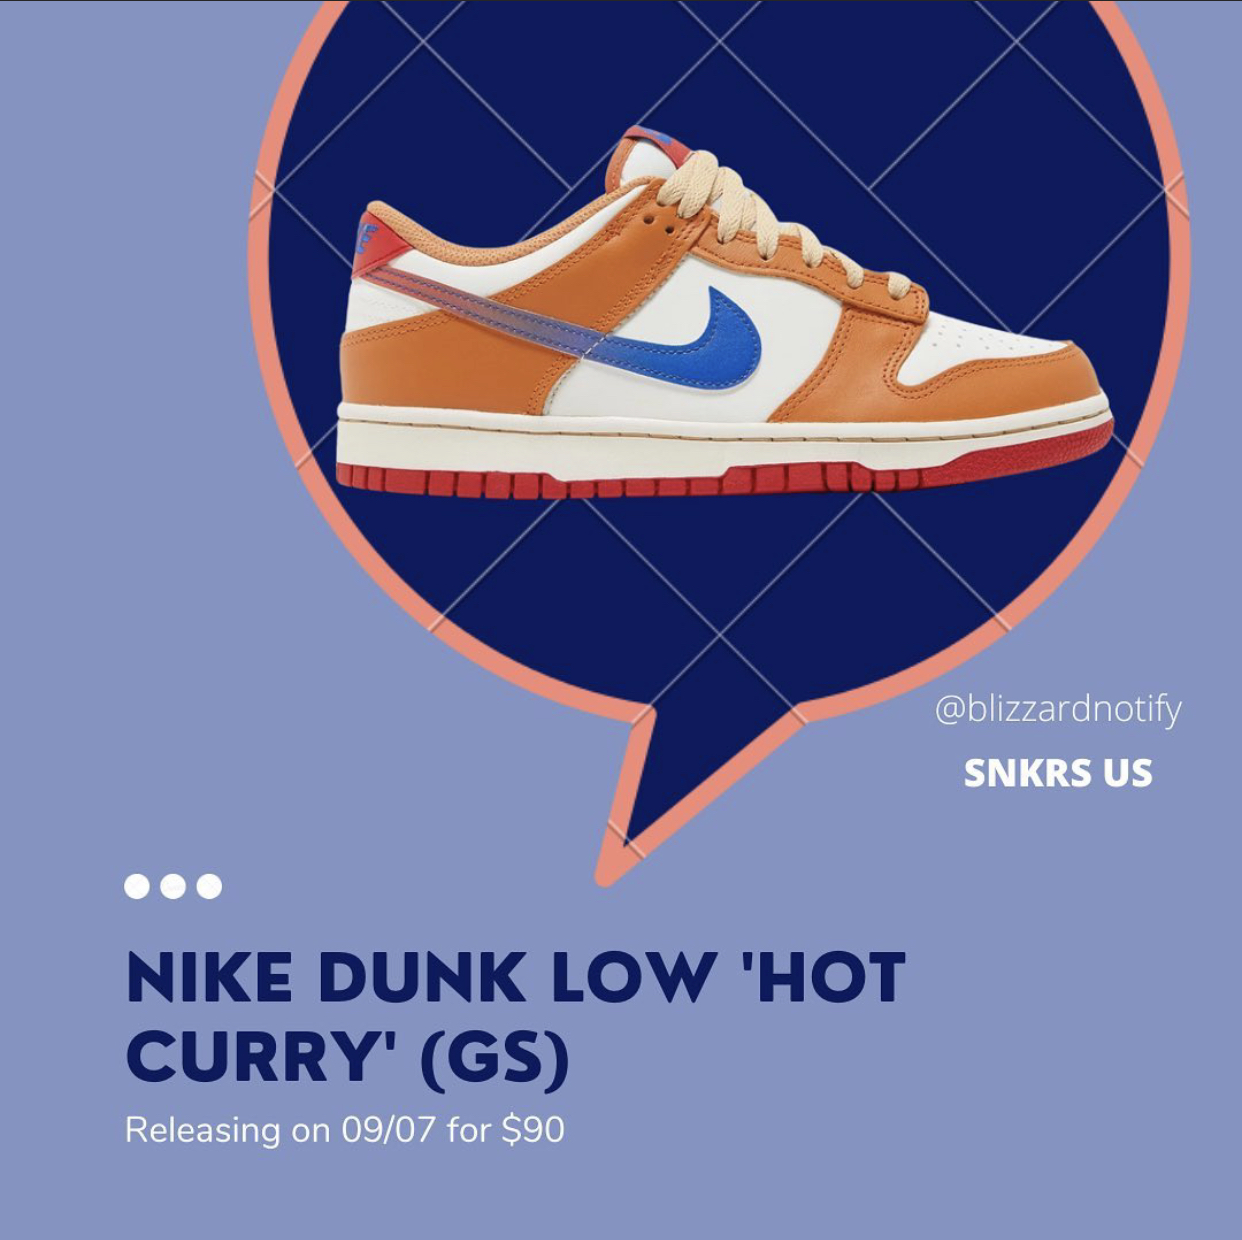 @blizzardnotify
SNKRS US
NIKE DUNK LOW 'HOT
CURRY' (GS)
Releasing on 09/07 for $90